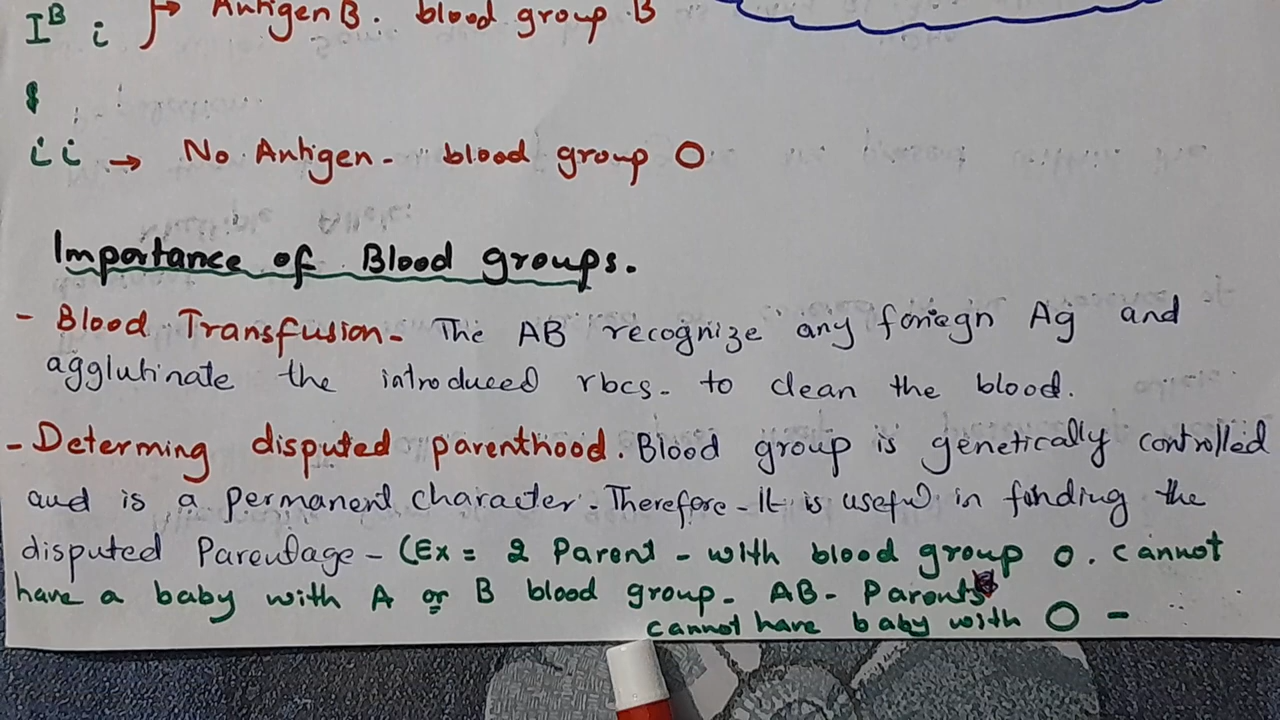 I^B i → Antigen B. blood group B
ii → No Antigen - blood group O
Importance of Blood groups.
- Blood Transfusion - The AB recognize any foriegn Ag and
agglutinate the introduced rbcs - to clean the blood.
- Determing disputed parenthood. Blood group is genetically controlled
and is a permanent character. Therefore - It is useful in finding the
disputed Parentage - (Ex = 2 Parent - with blood group O. cannot
have a baby with A or B blood group - AB - Parents
cannot have baby with O -